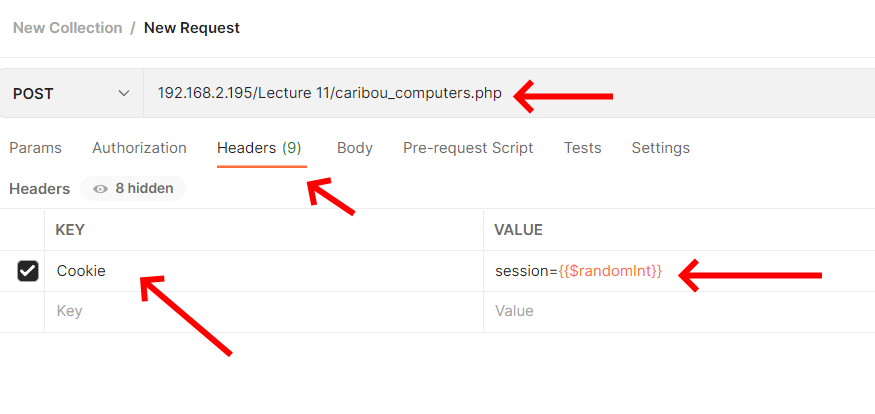 New Collection / New Request
POST 192.168.2.195/Lecture 11/caribou_computers.php
Params Authorization Headers (9) Body Pre-request Script Tests Settings
Headers 8 hidden
KEY VALUE
Cookie session={{$randomInt}}
Key Value